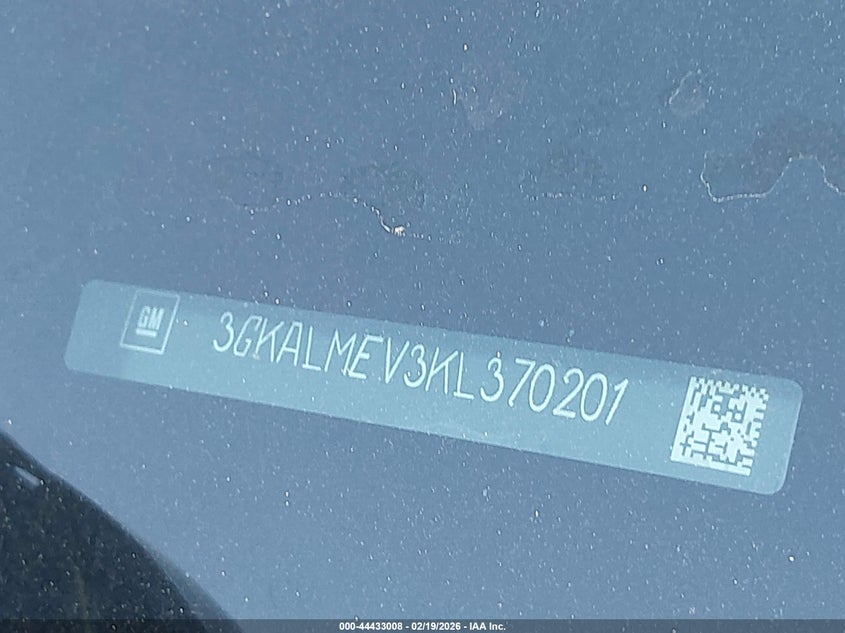 GM
3GKALMEV3KL370201
000-44433008 - 02/19/2026 - IAA Inc.